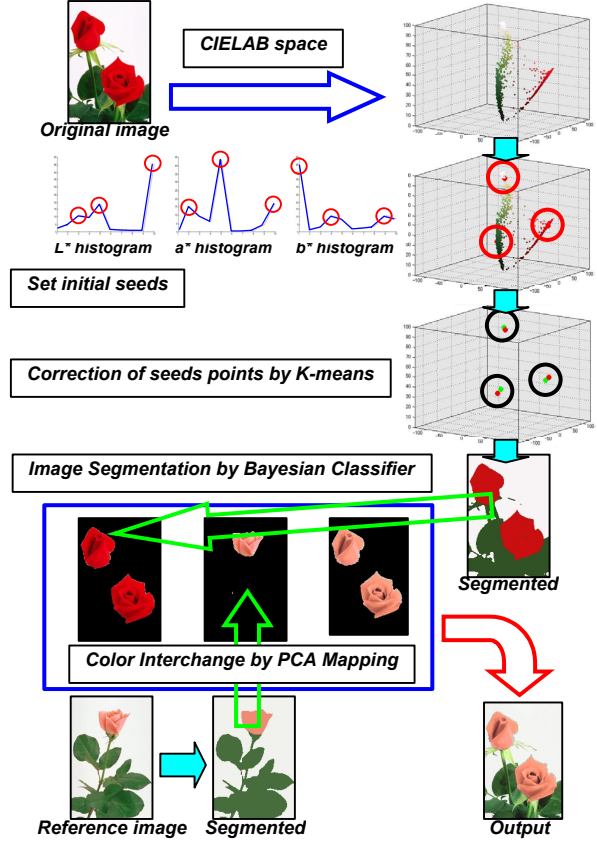 CIELAB space
Original image
L* histogram
a* histogram
b* histogram
Set initial seeds
Correction of seeds points by K-means
Image Segmentation by Bayesian Classifier
Segmented
Color Interchange by PCA Mapping
Reference image
Segmented
Output